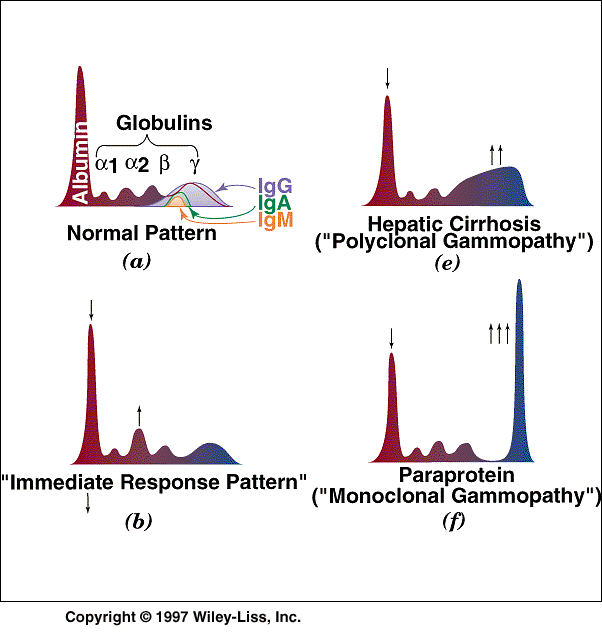 Albumin
Globulins
α1 α2 β γ
IgG
IgA
IgM
Normal Pattern
(a)
Hepatic Cirrhosis
("Polyclonal Gammopathy")
(e)
"Immediate Response Pattern"
(b)
Paraprotein
("Monoclonal Gammopathy")
(f)
Copyright © 1997 Wiley-Liss, Inc.